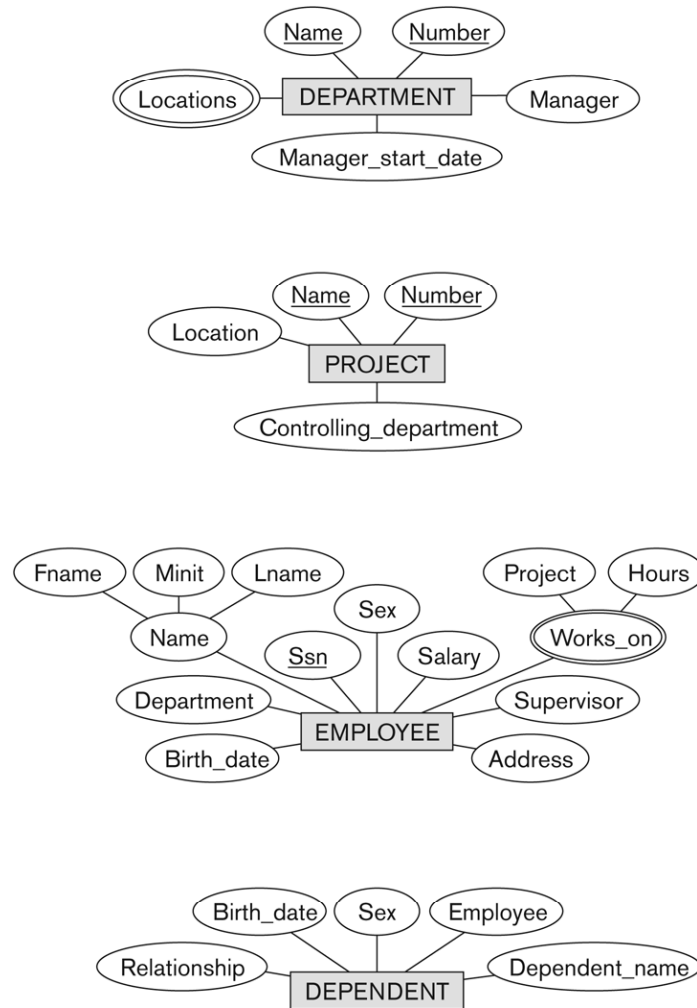 Name Number
Locations DEPARTMENT Manager
Manager_start_date
Name Number
Location
PROJECT
Controlling_department
Fname Minit Lname Project Hours
Sex
Name Works_on
Ssn Salary
Department Supervisor
EMPLOYEE
Birth_date Address
Birth_date Sex Employee
Relationship Dependent_name
DEPENDENT